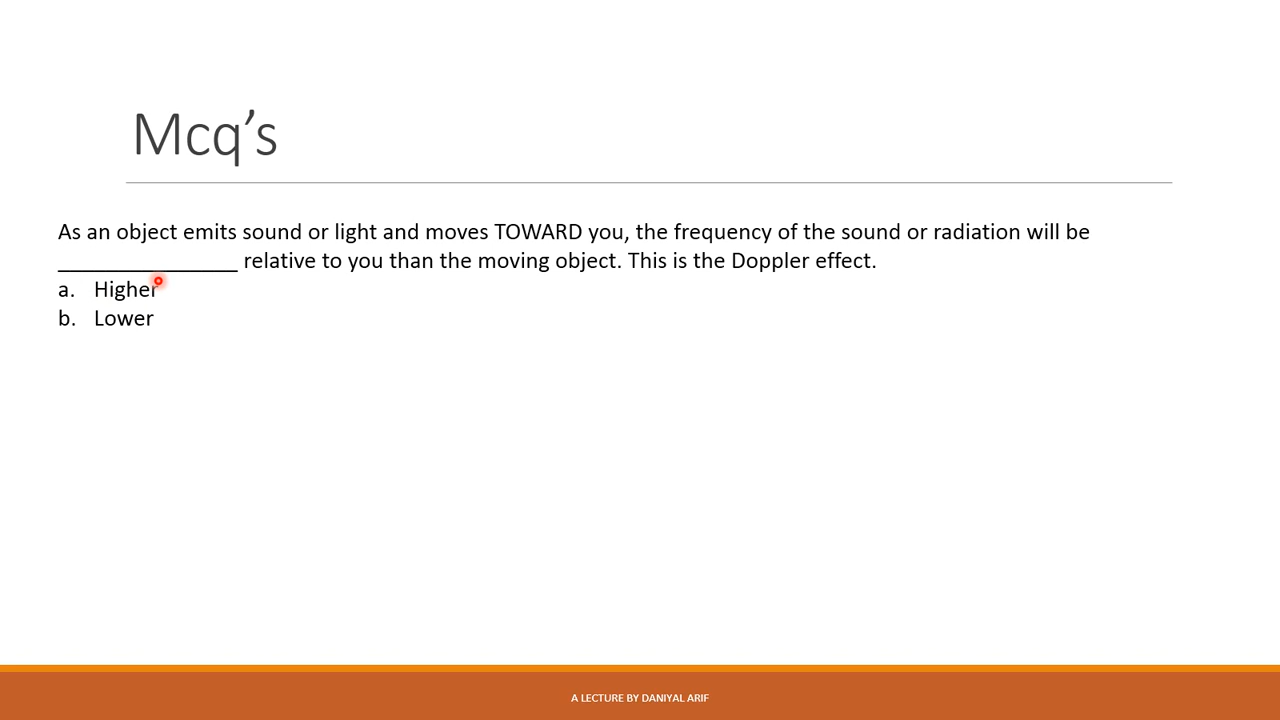 Mcq’s
As an object emits sound or light and moves TOWARD you, the frequency of the sound or radiation will be
_______________ relative to you than the moving object. This is the Doppler effect.
a. Higher
b. Lower
A LECTURE BY DANIYAL ARIF